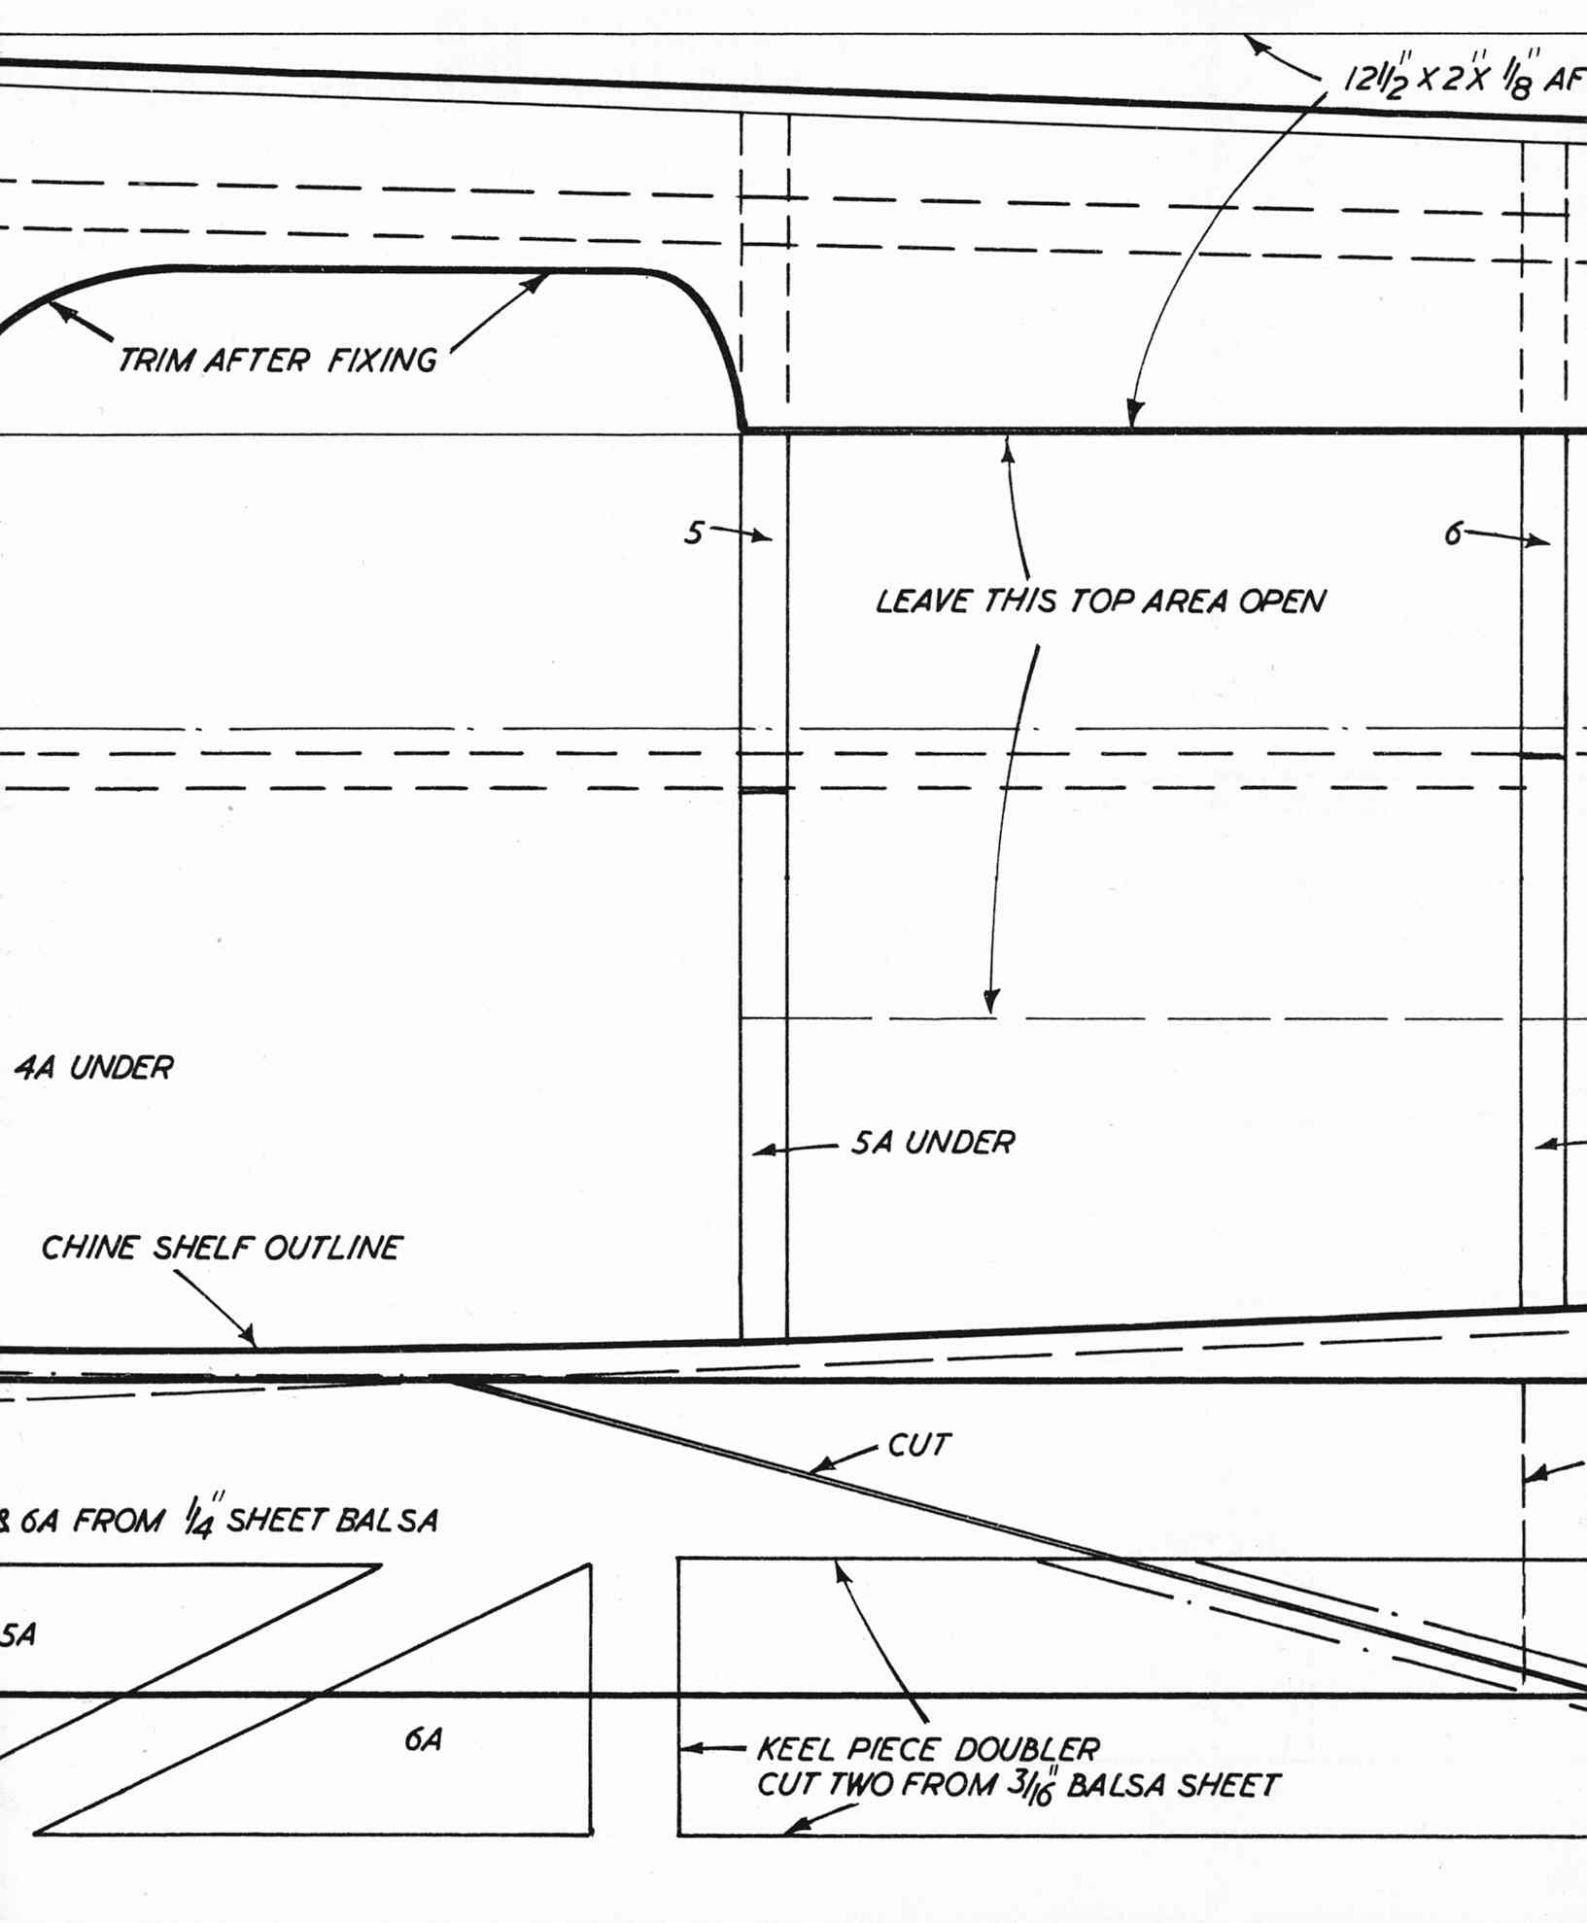 12½" X 2" X ⅛" AF
TRIM AFTER FIXING
5
6
LEAVE THIS TOP AREA OPEN
4A UNDER
5A UNDER
CHINE SHELF OUTLINE
CUT
& 6A FROM ¼" SHEET BALSA
5A
6A
KEEL PIECE DOUBLER
CUT TWO FROM 3/16" BALSA SHEET